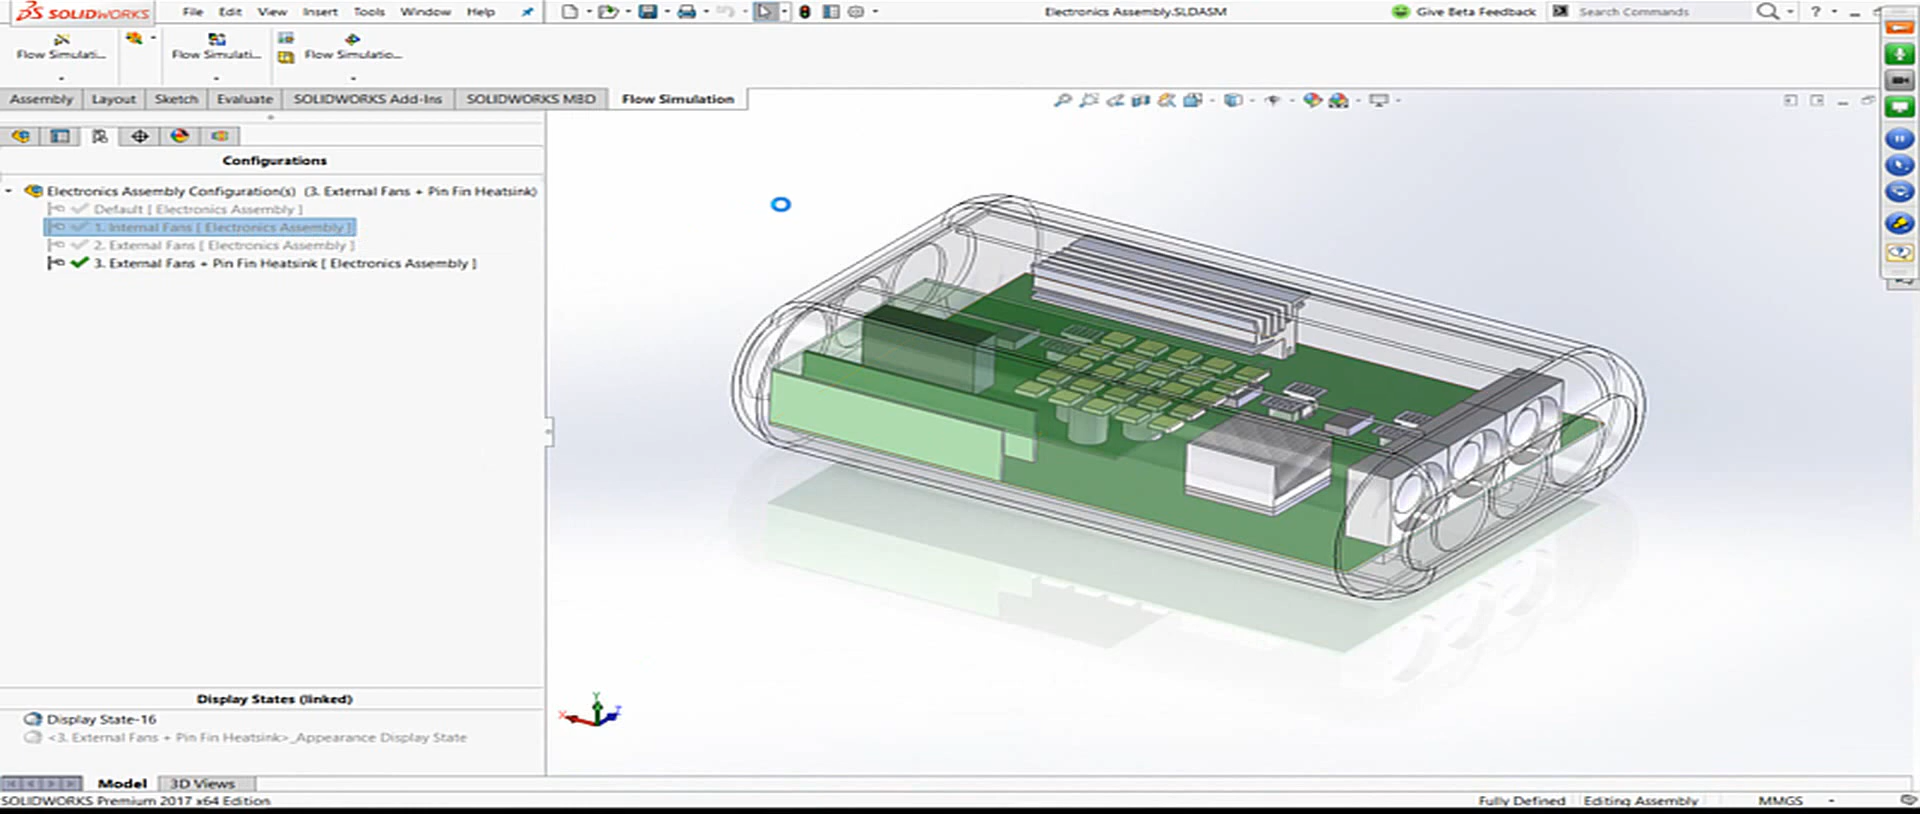 SOLIDWORKS File Edit View Insert Tools Window Help Electronics Assembly.SLDASM Give Beta Feedback Search Commands ?
Flow Simulati... Flow Simulati... Flow Simulatio...
Assembly Layout Sketch Evaluate SOLIDWORKS Add-Ins SOLIDWORKS MBD Flow Simulation
Configurations
Electronics Assembly Configuration(s) (3. External Fans + Pin Fin Heatsink)
Default [ Electronics Assembly ]
1. Internal Fans [ Electronics Assembly ]
2. External Fans [ Electronics Assembly ]
3. External Fans + Pin Fin Heatsink [ Electronics Assembly ]
Display States (linked)
Display State-16
<3. External Fans + Pin Fin Heatsink>_Appearance Display State
Y
X Z
Model 3D Views
SOLIDWORKS Premium 2017 x64 Edition Fully Defined Editing Assembly MMGS